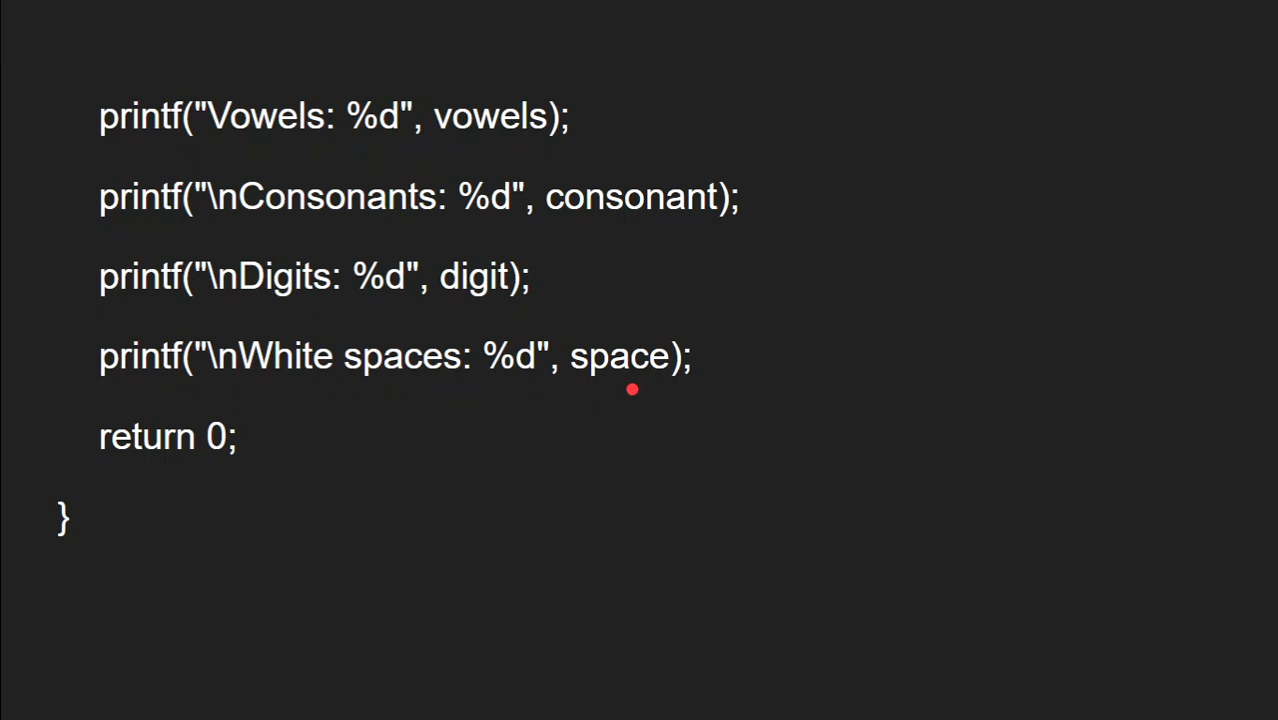 printf("Vowels: %d", vowels);
printf("\nConsonants: %d", consonant);
printf("\nDigits: %d", digit);
printf("\nWhite spaces: %d", space);
return 0;
}